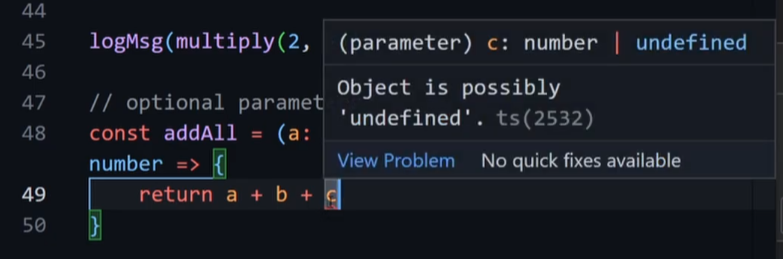 44
45 logMsg(multiply(2,
(parameter) c: number | undefined
Object is possibly
'undefined'. ts(2532)
View Problem No quick fixes available
46
47 // optional paramet
48 const addAll = (a:
number => {
49 return a + b + c
50 }